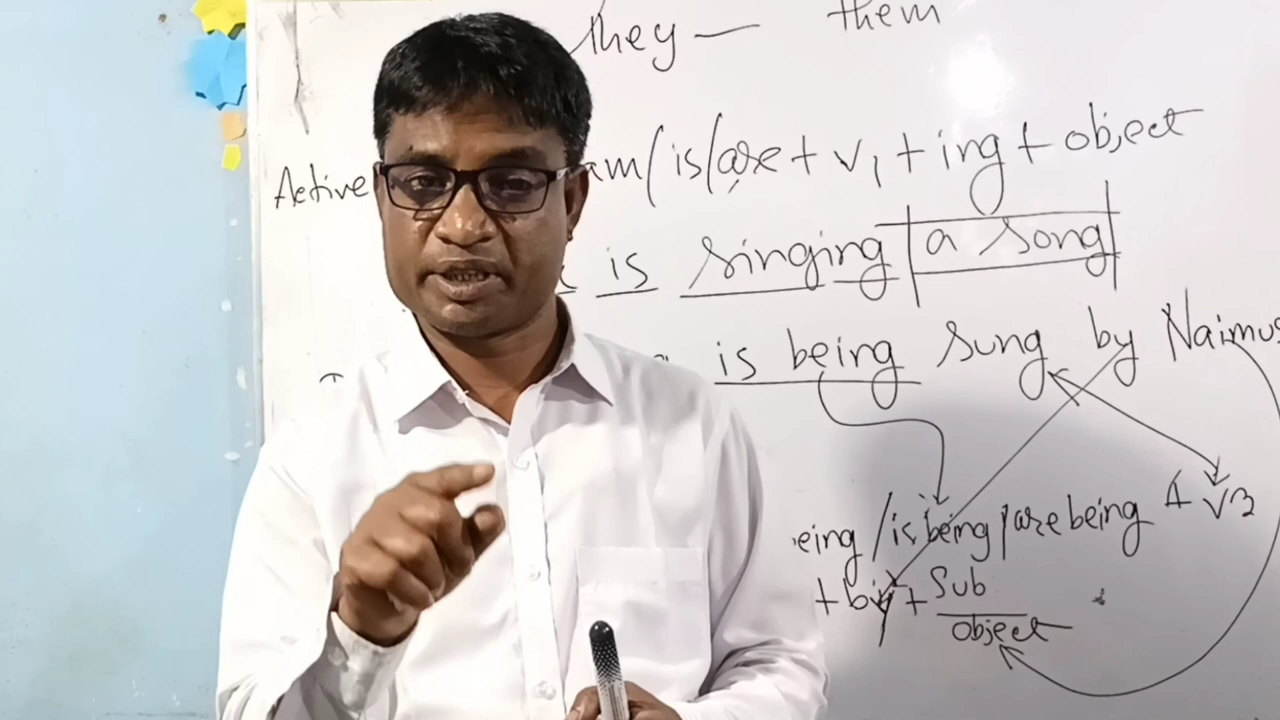 they — them
Active am/is/are + V1 + ing + object
is singing a song
is being sung by Naimus
eing/is being/are being + V3
+ by + Sub
object